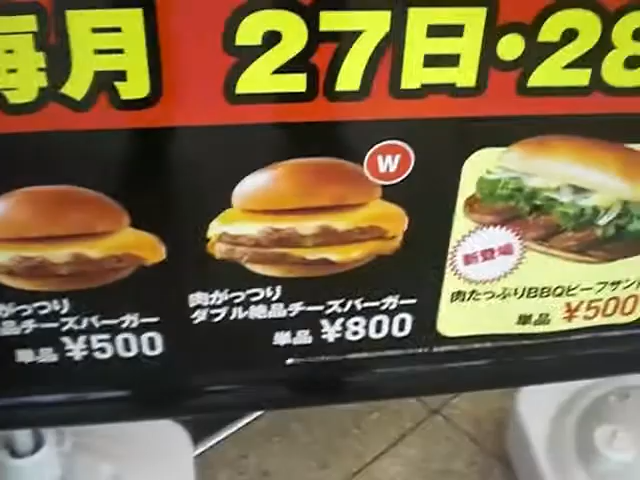 毎月 27日・28
W
がっつり
品チーズバーガー
単品 ¥500
肉がっつり
ダブル絶品チーズバーガー
単品 ¥800
新登場
肉たっぷりBBQビーフサンド
単品 ¥500